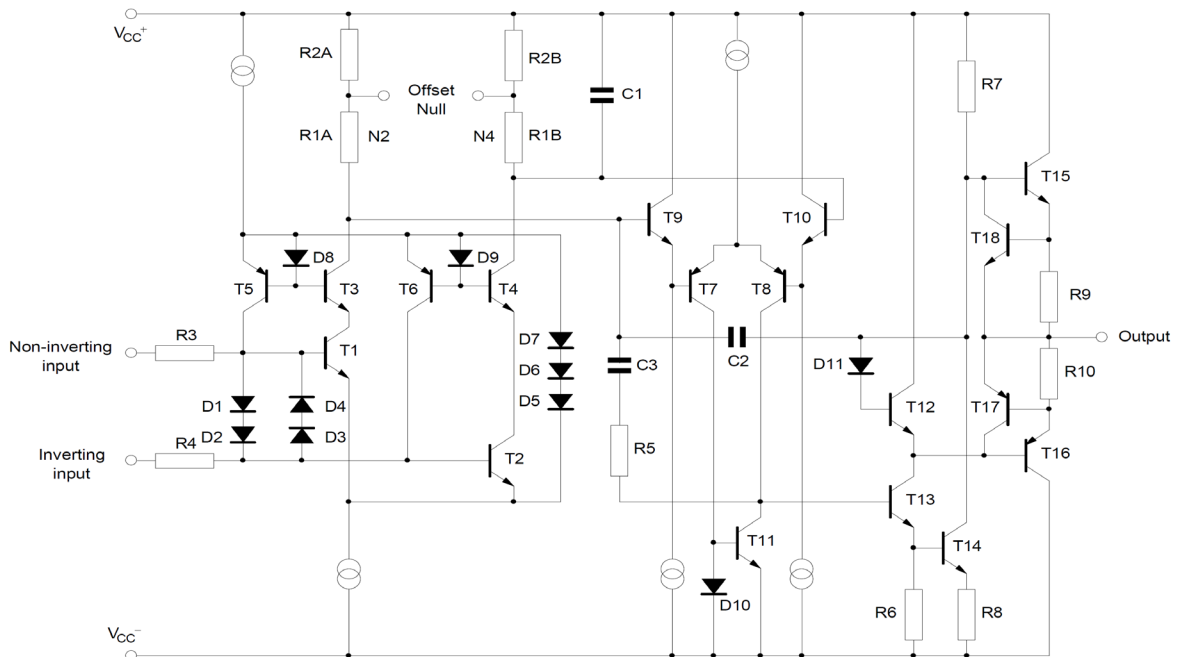 VCC+
R2A
R2B
Offset
Null
C1
R7
R1A
N2
N4
R1B
T15
T9
T10
T18
D8
D9
T5
T3
T6
T4
T7
T8
R9
R3
Non-inverting
input
T1
D7
Output
D6
C3
C2
D11
R10
D1
D4
D5
T12
T17
D2
D3
R4
Inverting
input
T2
R5
T16
T13
T11
T14
D10
R6
R8
VCC-